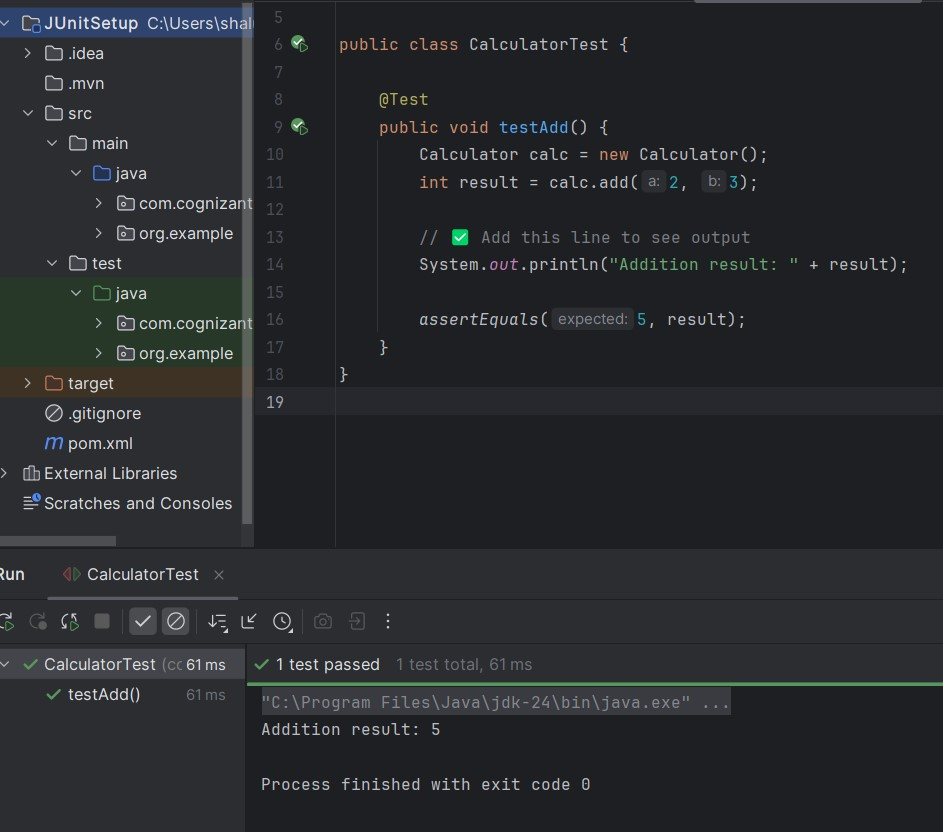 JUnitSetup C:\Users\shal
.idea
.mvn
src
main
java
com.cognizant
org.example
test
java
com.cognizant
org.example
target
.gitignore
pom.xml
External Libraries
Scratches and Consoles
5
6 public class CalculatorTest {
7
8 @Test
9 public void testAdd() {
10 Calculator calc = new Calculator();
11 int result = calc.add( a: 2, b: 3);
12
13 // ✅ Add this line to see output
14 System.out.println("Addition result: " + result);
15
16 assertEquals( expected: 5, result);
17 }
18 }
19
Run CalculatorTest
CalculatorTest (cc 61 ms
testAdd() 61 ms
1 test passed 1 test total, 61 ms
"C:\Program Files\Java\jdk-24\bin\java.exe" ...
Addition result: 5
Process finished with exit code 0